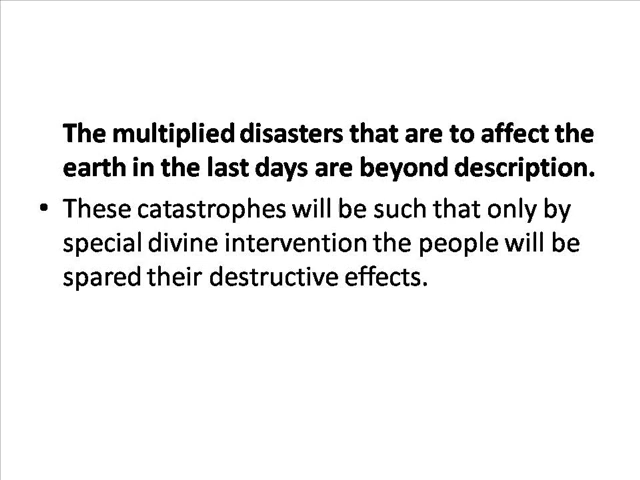 The multiplied disasters that are to affect the
earth in the last days are beyond description.
• These catastrophes will be such that only by
special divine intervention the people will be
spared their destructive effects.